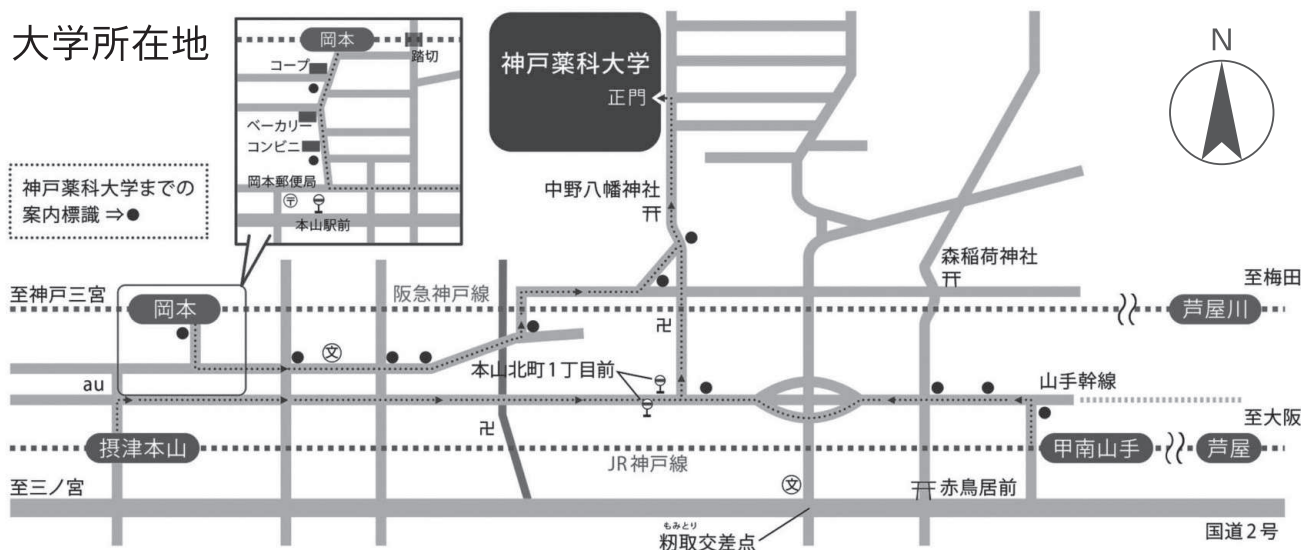 大学所在地
岡本
踏切
コープ
ベーカリー
コンビニ
岡本郵便局
〒
本山駅前
神戸薬科大学
正門
N
神戸薬科大学までの
案内標識 ⇒●
中野八幡神社
森稲荷神社
至神戸三宮
岡本
阪急神戸線
至梅田
芦屋川
卍
文
au
本山北町1丁目前
山手幹線
卍
至大阪
摂津本山
JR神戸線
甲南山手
芦屋
至三ノ宮
文
赤鳥居前
国道2号
もみとり
籾取交差点